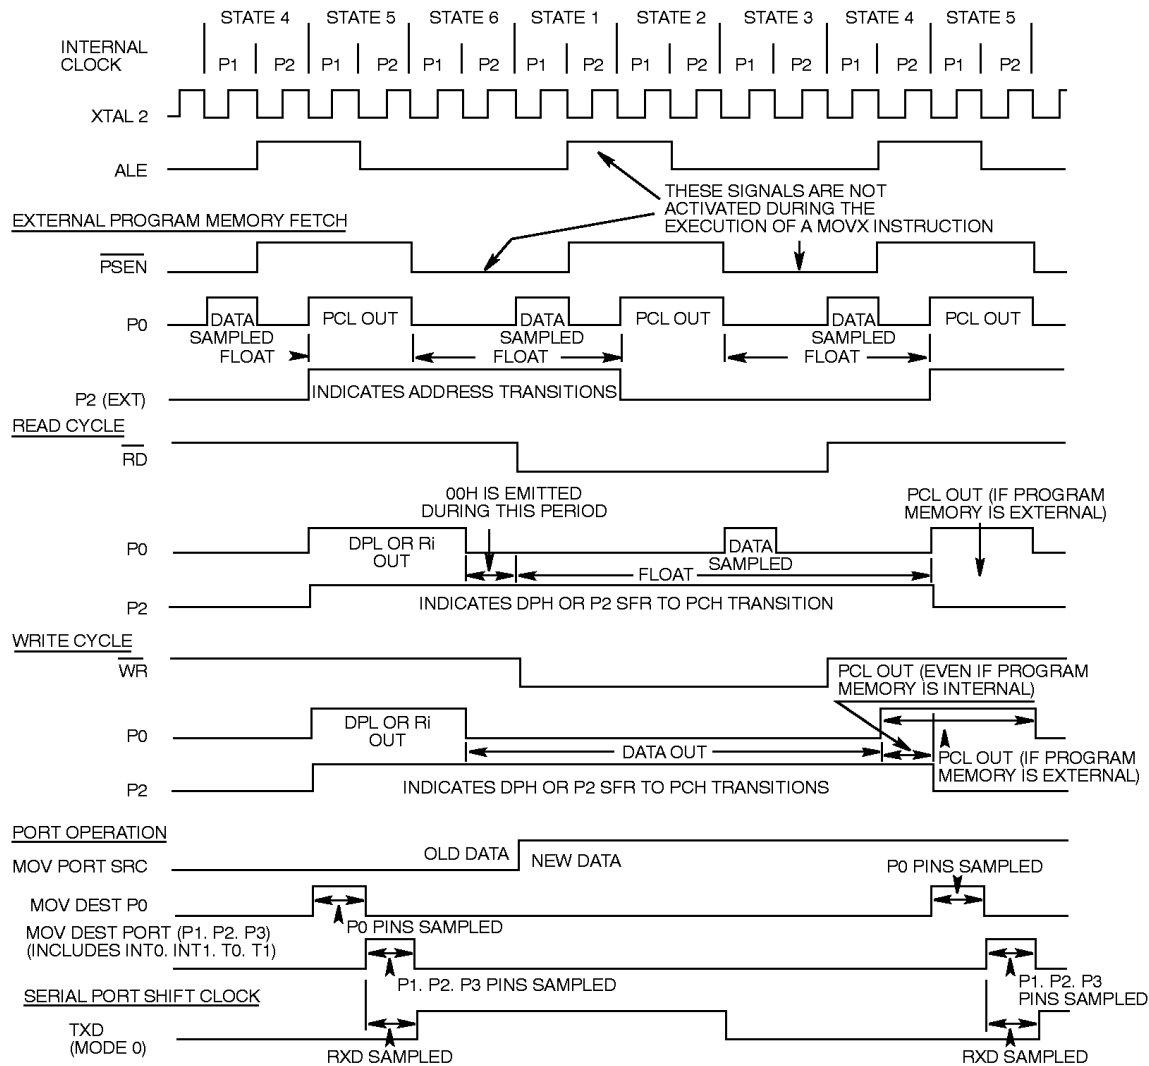 STATE 4 STATE 5 STATE 6 STATE 1 STATE 2 STATE 3 STATE 4 STATE 5
INTERNAL
CLOCK
P1 P2 P1 P2 P1 P2 P1 P2 P1 P2 P1 P2 P1 P2 P1 P2
XTAL 2
ALE
THESE SIGNALS ARE NOT
ACTIVATED DURING THE
EXECUTION OF A MOVX INSTRUCTION
EXTERNAL PROGRAM MEMORY FETCH
PSEN
P0 DATA PCL OUT DATA PCL OUT DATA PCL OUT
SAMPLED SAMPLED SAMPLED
FLOAT FLOAT FLOAT
P2 (EXT) INDICATES ADDRESS TRANSITIONS
READ CYCLE
RD
00H IS EMITTED
DURING THIS PERIOD
PCL OUT (IF PROGRAM
MEMORY IS EXTERNAL)
P0 DPL OR Ri
OUT
DATA
SAMPLED
FLOAT
P2 INDICATES DPH OR P2 SFR TO PCH TRANSITION
WRITE CYCLE
WR
PCL OUT (EVEN IF PROGRAM
MEMORY IS INTERNAL)
P0 DPL OR Ri
OUT
DATA OUT
PCL OUT (IF PROGRAM
MEMORY IS EXTERNAL)
P2 INDICATES DPH OR P2 SFR TO PCH TRANSITIONS
PORT OPERATION
MOV PORT SRC OLD DATA NEW DATA
P0 PINS SAMPLED
MOV DEST P0
P0 PINS SAMPLED
MOV DEST PORT (P1. P2. P3)
(INCLUDES INT0. INT1. T0. T1)
P1. P2. P3 PINS SAMPLED
P1. P2. P3
PINS SAMPLED
SERIAL PORT SHIFT CLOCK
TXD
(MODE 0)
RXD SAMPLED RXD SAMPLED